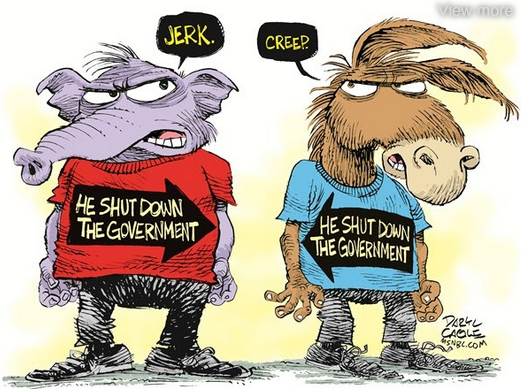 View more
JERK.
CREEP.
HE SHUT DOWN
THE GOVERNMENT
HE SHUT DOWN
THE GOVERNMENT
DARYL
CAGLE
MSNBC.COM